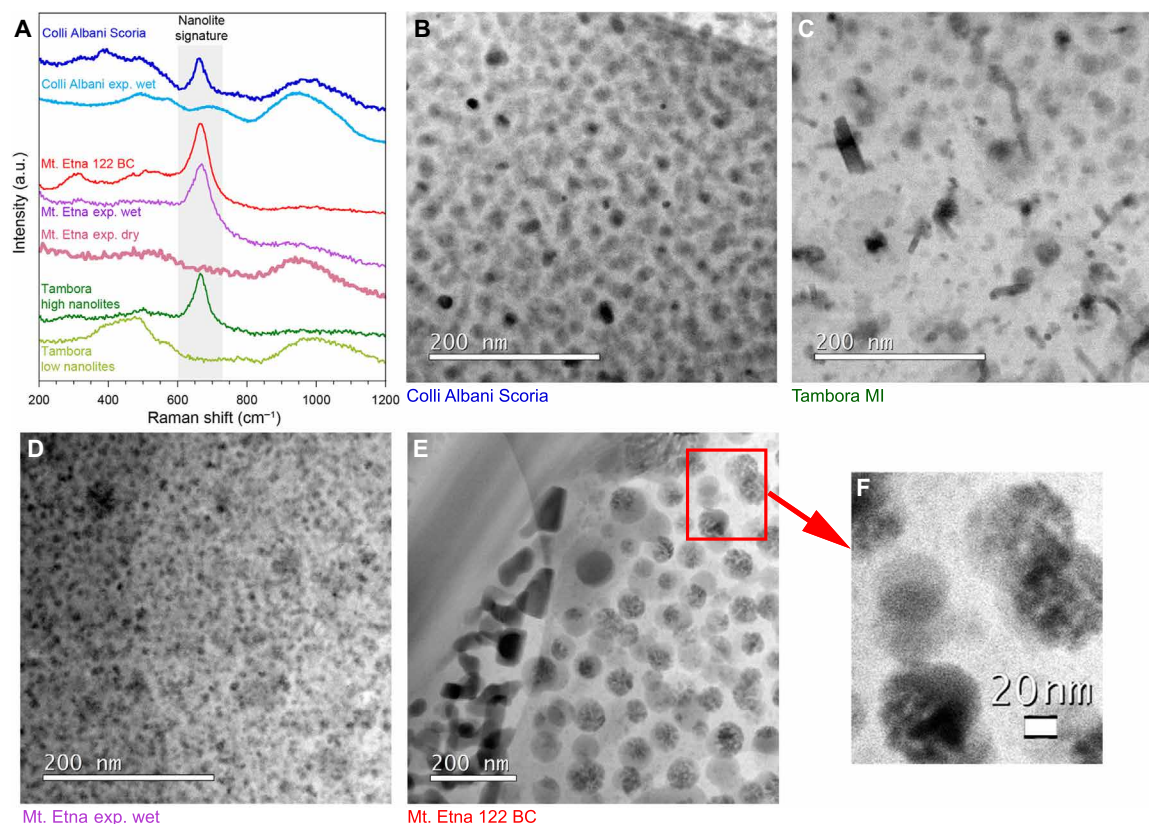 A
Nanolite
signature
Colli Albani Scoria
Colli Albani exp. wet
Mt. Etna 122 BC
Mt. Etna exp. wet
Mt. Etna exp. dry
Tambora
high nanolites
Tambora
low nanolites
Intensity (a.u.)
200 400 600 800 1000 1200
Raman shift (cm⁻¹)
B
200 nm
Colli Albani Scoria
C
200 nm
Tambora MI
D
200 nm
Mt. Etna exp. wet
E
200 nm
Mt. Etna 122 BC
F
20nm